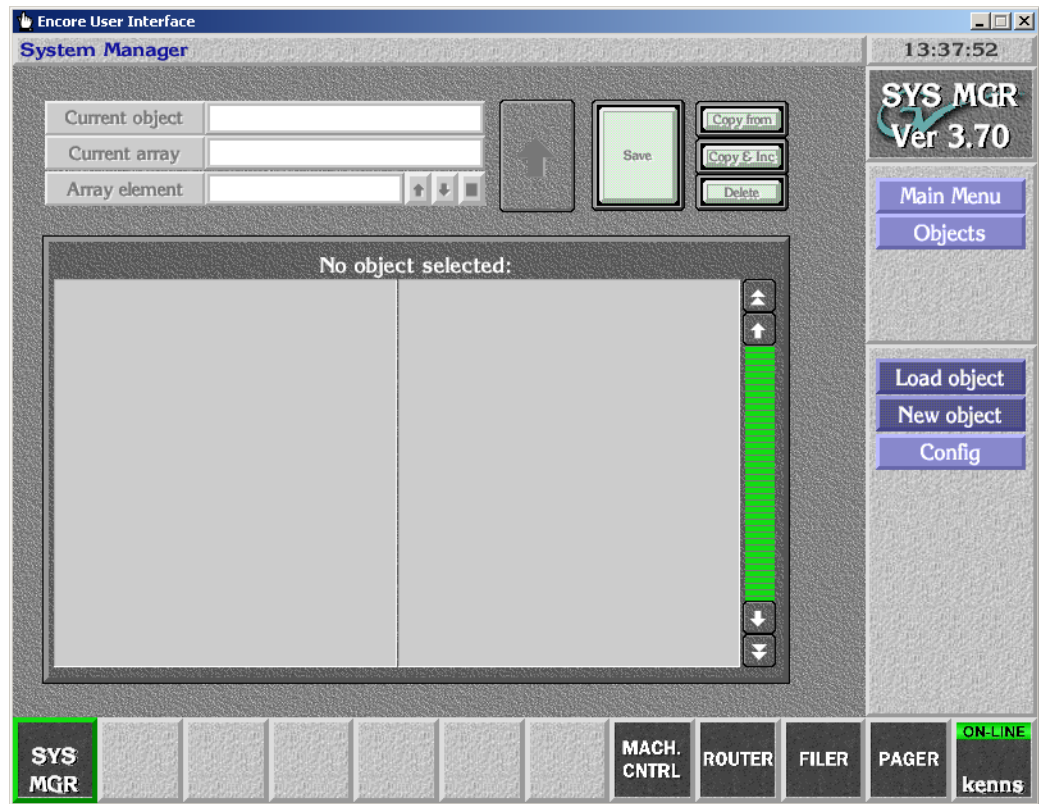 Encore User Interface
System Manager
13:37:52
SYS MGR
Ver 3.70
Current object
Current array
Array element
Save
Copy from
Copy & Inc
Delete
Main Menu
Objects
No object selected:
Load object
New object
Config
SYS
MGR
MACH.
CNTRL
ROUTER
FILER
PAGER
ON-LINE
kenns